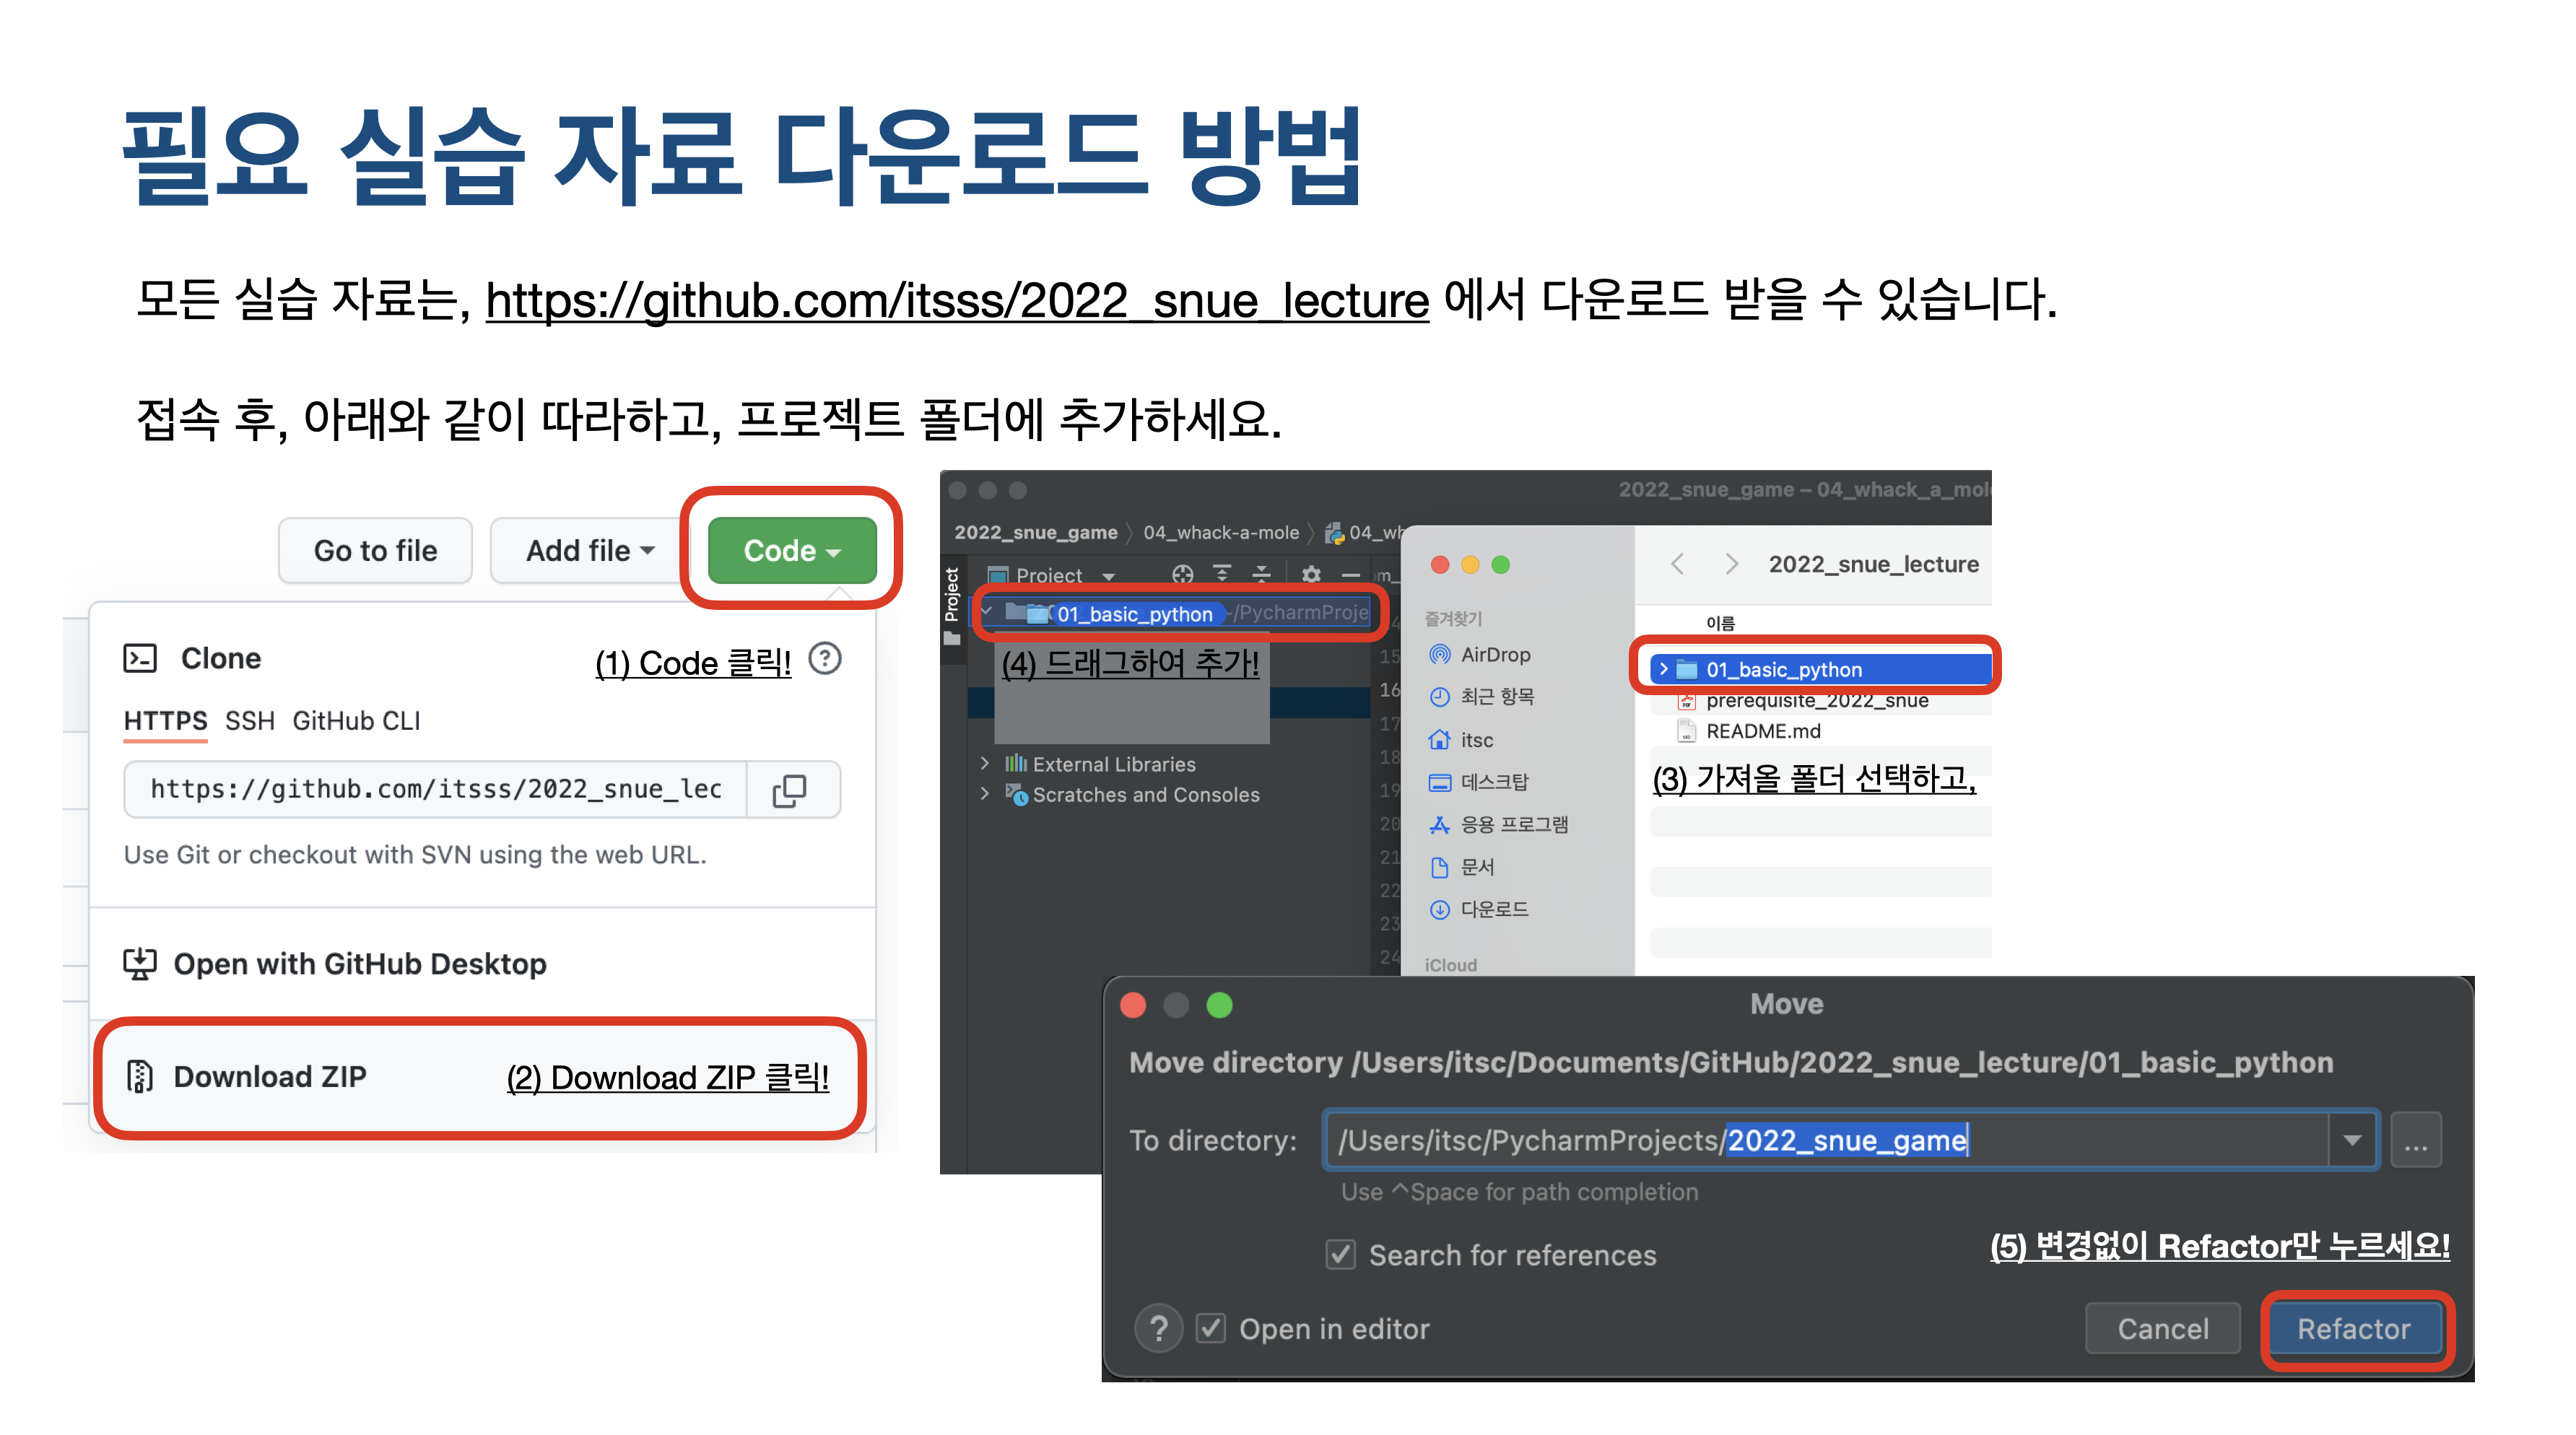 필요 실습 자료 다운로드 방법
모든 실습 자료는, https://github.com/itsss/2022_snue_lecture 에서 다운로드 받을 수 있습니다.
접속 후, 아래와 같이 따라하고, 프로젝트 폴더에 추가하세요.
Go to file
Add file
Code
Clone
(1) Code 클릭!
HTTPS SSH GitHub CLI
https://github.com/itsss/2022_snue_lec
Use Git or checkout with SVN using the web URL.
Open with GitHub Desktop
Download ZIP
(2) Download ZIP 클릭!
2022_snue_game – 04_whack_a_mol
2022_snue_game 04_whack-a-mole 04_wh
Project
Project
01_basic_python ~/PycharmProje
(4) 드래그하여 추가!
External Libraries
Scratches and Consoles
15
16
17
18
19
20
21
22
23
24
즐겨찾기
AirDrop
최근 항목
itsc
데스크탑
응용 프로그램
문서
다운로드
iCloud
2022_snue_lecture
이름
01_basic_python
prerequisite_2022_snue
README.md
(3) 가져올 폴더 선택하고,
Move
Move directory /Users/itsc/Documents/GitHub/2022_snue_lecture/01_basic_python
To directory: /Users/itsc/PycharmProjects/2022_snue_game ...
Use ^Space for path completion
Search for references
(5) 변경없이 Refactor만 누르세요!
? Open in editor
Cancel
Refactor